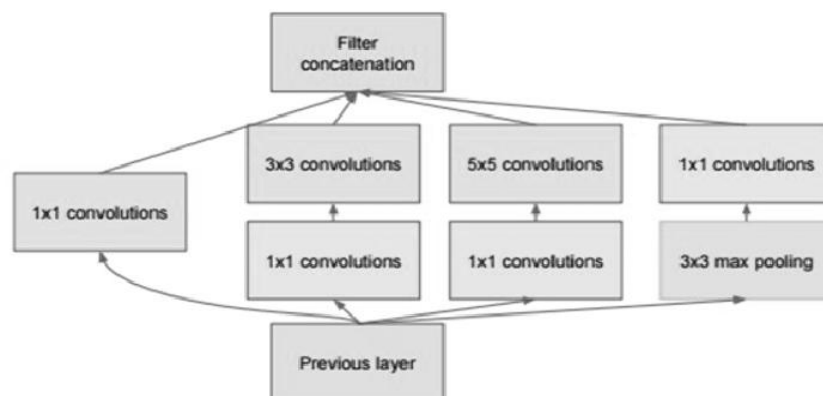 Filter
concatenation
3x3 convolutions
5x5 convolutions
1x1 convolutions
1x1 convolutions
1x1 convolutions
1x1 convolutions
3x3 max pooling
Previous layer